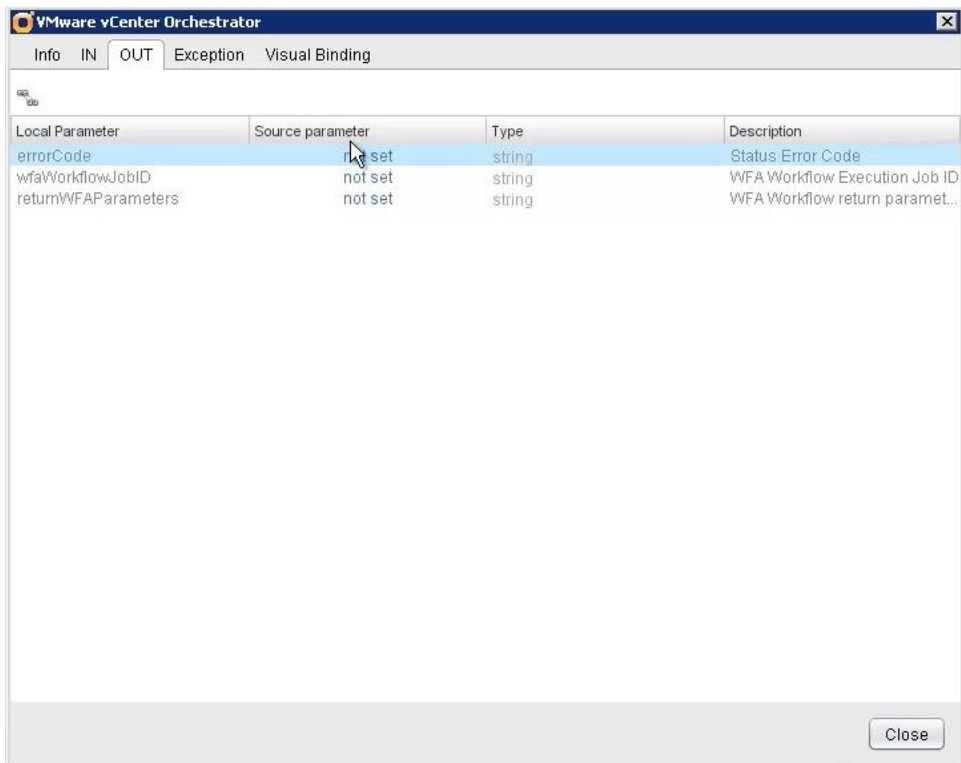 VMware vCenter Orchestrator
Info IN OUT Exception Visual Binding
Local Parameter Source parameter Type Description
errorCode not set string Status Error Code
wfaWorkflowJobID not set string WFA Workflow Execution Job ID
returnWFAParameters not set string WFA Workflow return paramet...
Close